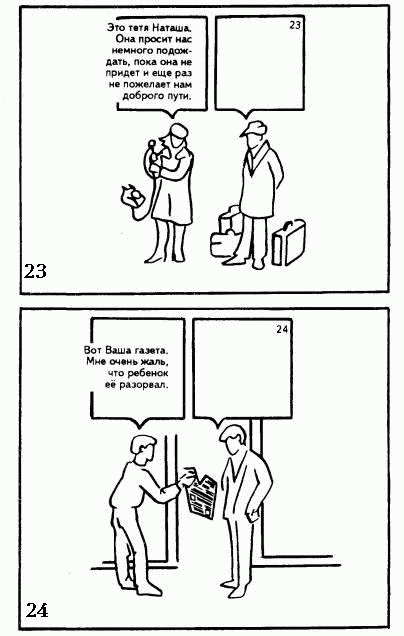 Это тетя Наташа.
Она просит нас
немного подож-
дать, пока она не
придет и еще раз
не пожелает нам
доброго пути.
23
23
Вот Ваша газета.
Мне очень жаль,
что ребенок
её разорвал.
24
24